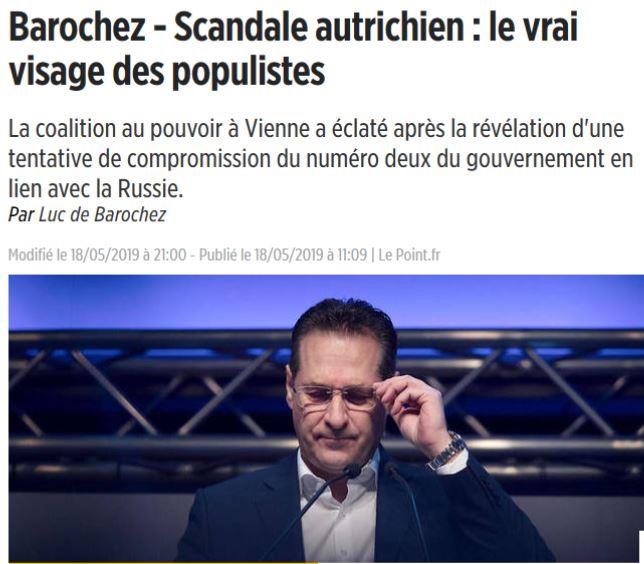 Barochez - Scandale autrichien : le vrai
visage des populistes
La coalition au pouvoir à Vienne a éclaté après la révélation d'une
tentative de compromission du numéro deux du gouvernement en
lien avec la Russie.
Par Luc de Barochez
Modifié le 18/05/2019 à 21:00 - Publié le 18/05/2019 à 11:09 | Le Point.fr